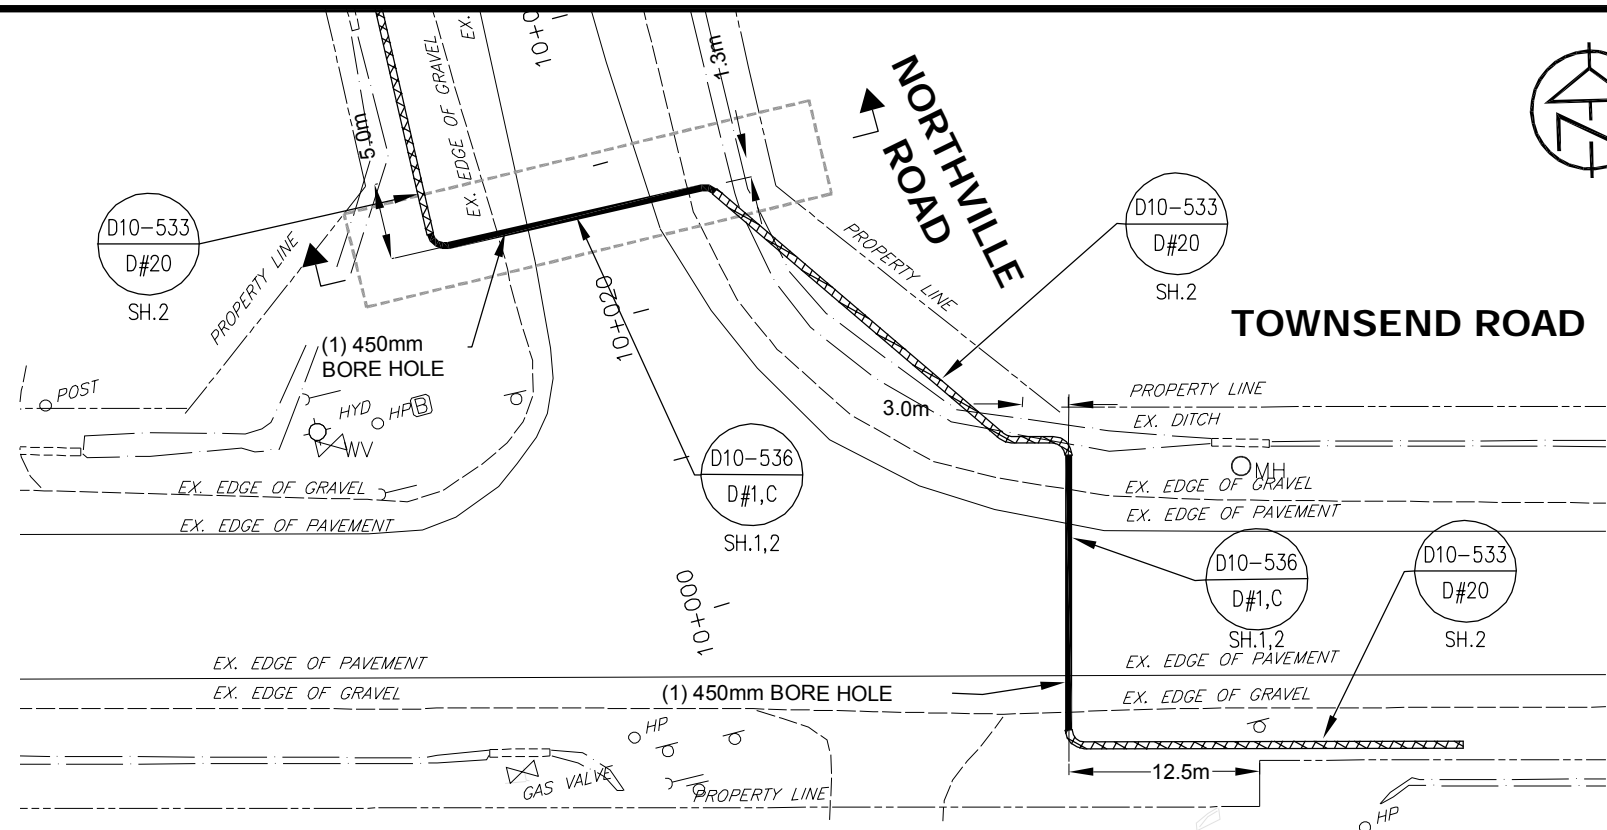 EX. EDGE OF GRAVEL
EX. EDGE OF GRAVEL
EX.
EX.
10+0
1.3m
5.0m
NORTHVILLE
ROAD
N
D10-533
D#20
SH.2
PROPERTY LINE
(1) 450mm
BORE HOLE
10+020
PROPERTY LINE
D10-533
D#20
SH.2
TOWNSEND ROAD
POST
HYD
HP
B
WV
3.0m
PROPERTY LINE
EX. DITCH
MH
EX. EDGE OF GRAVEL
EX. EDGE OF PAVEMENT
D10-536
D#1,C
SH.1,2
EX. EDGE OF GRAVEL
EX. EDGE OF PAVEMENT
D10-536
D#1,C
SH.1,2
D10-533
D#20
SH.2
10+000
EX. EDGE OF PAVEMENT
EX. EDGE OF GRAVEL
(1) 450mm BORE HOLE
EX. EDGE OF PAVEMENT
EX. EDGE OF GRAVEL
HP
GAS VALVE
PROPERTY LINE
12.5m
HP